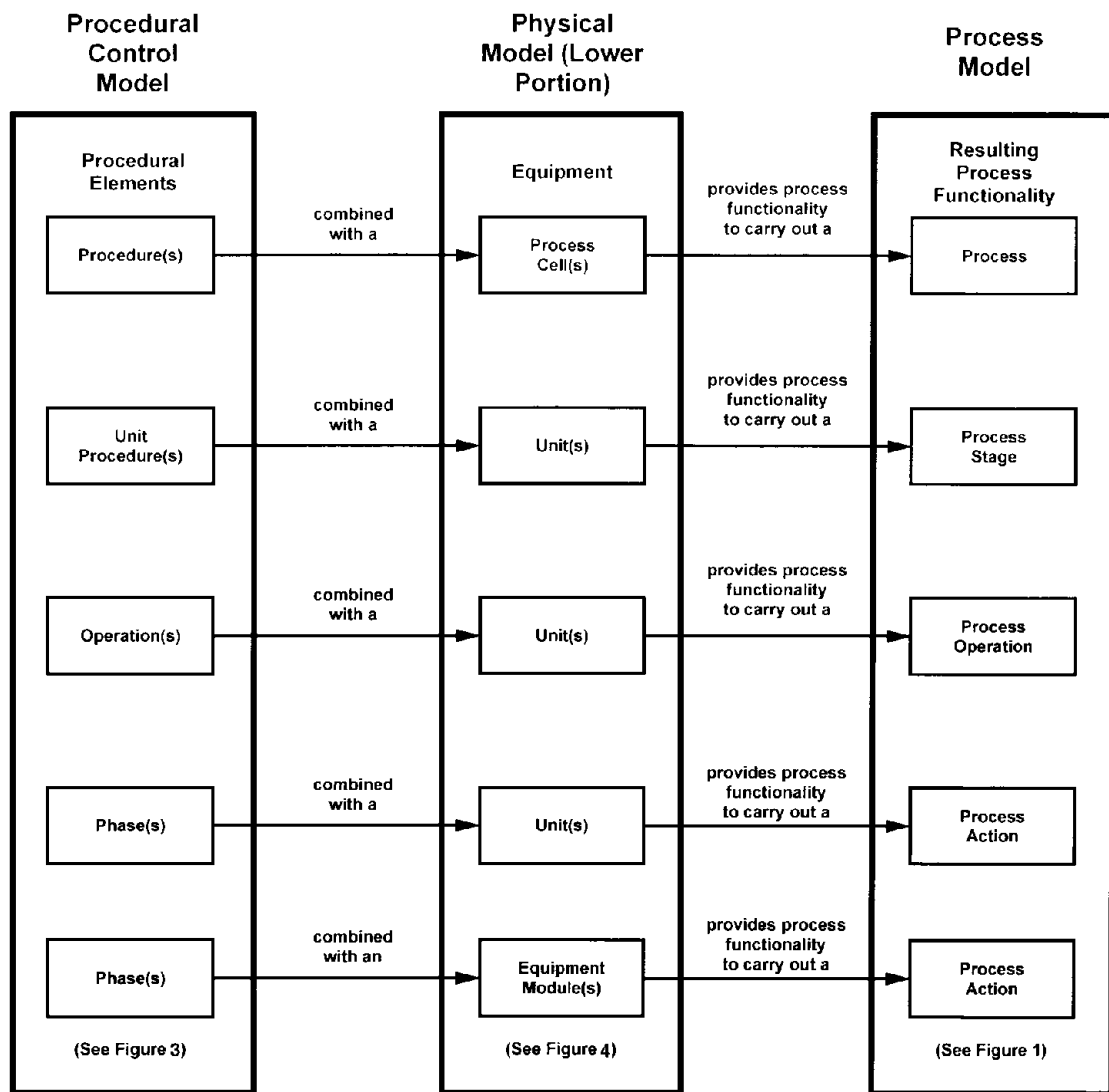 Procedural
Control
Model
Physical
Model (Lower
Portion)
Process
Model
Procedural
Elements
Equipment
Resulting
Process
Functionality
Procedure(s)
combined
with a
Process
Cell(s)
provides process
functionality
to carry out a
Process
Unit
Procedure(s)
combined
with a
Unit(s)
provides process
functionality
to carry out a
Process
Stage
Operation(s)
combined
with a
Unit(s)
provides process
functionality
to carry out a
Process
Operation
Phase(s)
combined
with a
Unit(s)
provides process
functionality
to carry out a
Process
Action
Phase(s)
combined
with an
Equipment
Module(s)
provides process
functionality
to carry out a
Process
Action
(See Figure 3)
(See Figure 4)
(See Figure 1)